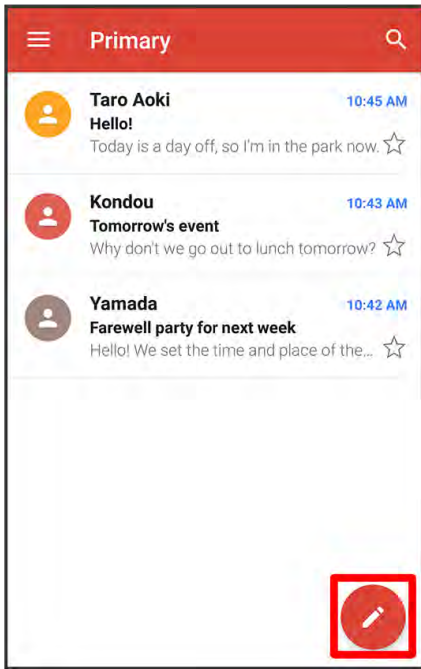 Primary
Taro Aoki 10:45 AM
Hello!
Today is a day off, so I'm in the park now.
Kondou 10:43 AM
Tomorrow's event
Why don't we go out to lunch tomorrow?
Yamada 10:42 AM
Farewell party for next week
Hello! We set the time and place of the...